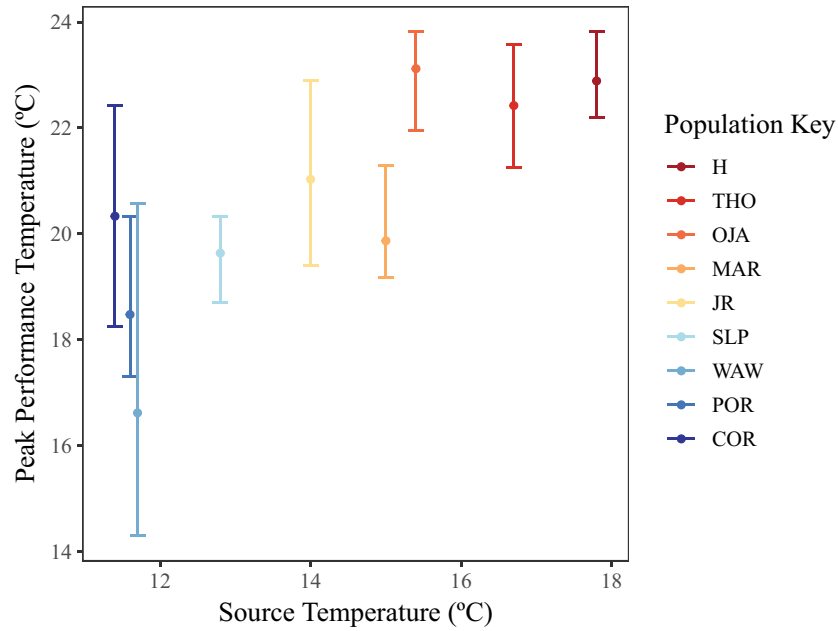 24
22
20
18
16
14
Peak Performance Temperature (ºC)
12
14
16
18
Source Temperature (ºC)
Population Key
H
THO
OJA
MAR
JR
SLP
WAW
POR
COR